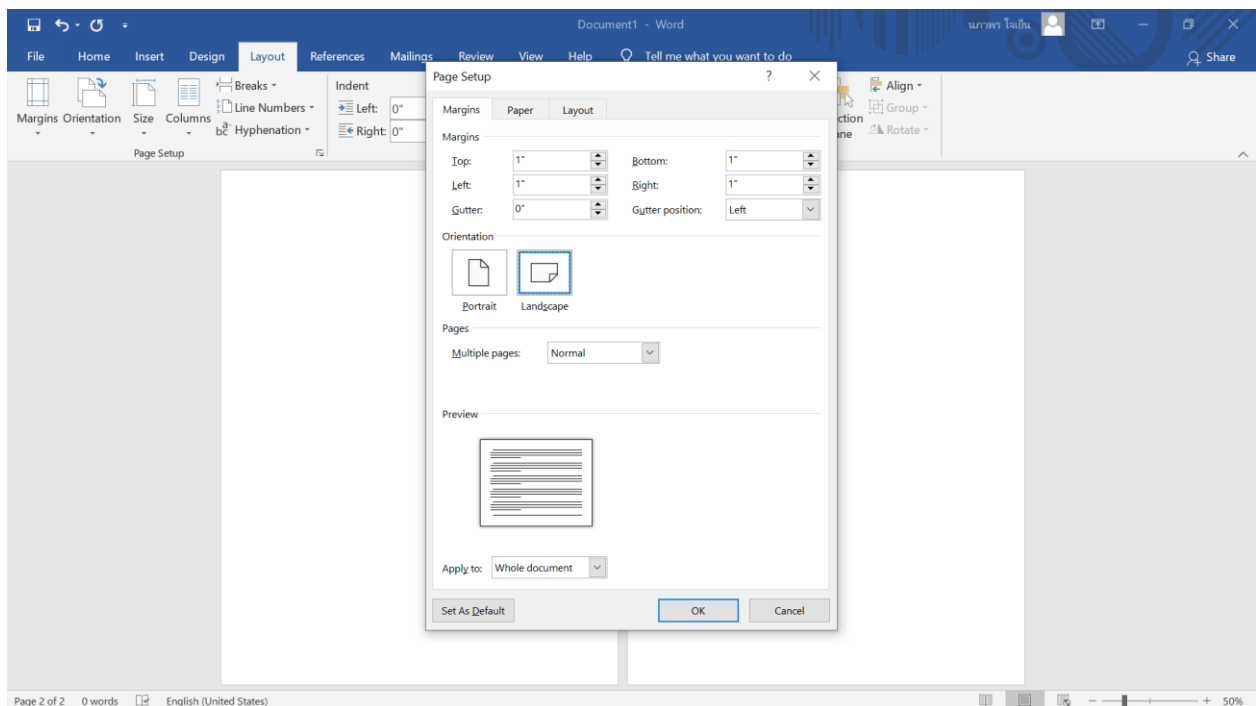 Document1 - Word
นภาพร ใจเย็น
File Home Insert Design Layout References Mailings Review View Help Tell me what you want to do
Share
Margins Orientation Size Columns
Breaks
Line Numbers
Hyphenation
Page Setup
Indent
Left: 0"
Right: 0"
Align
Group
Rotate
Page Setup
?
Margins Paper Layout
Margins
Top: 1" Bottom: 1"
Left: 1" Right: 1"
Gutter: 0" Gutter position: Left
Orientation
Portrait Landscape
Pages
Multiple pages: Normal
Preview
Apply to: Whole document
Set As Default OK Cancel
Page 2 of 2 0 words English (United States)
50%